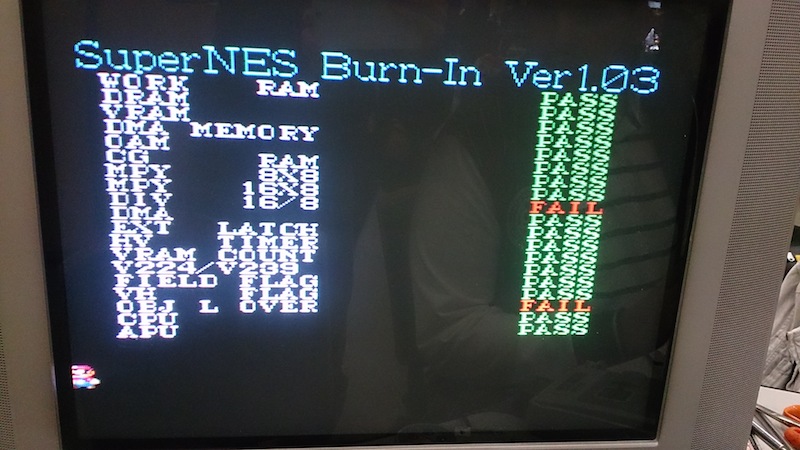 SuperNES Burn-In Ver1.03
WORK RAM PASS
DRAM PASS
VRAM PASS
DMA MEMORY PASS
OAM PASS
CG RAM PASS
MPY 8X8 PASS
MPY 16X8 PASS
DIV 16/8 FAIL
DMA PASS
EXT LATCH PASS
HV TIMER PASS
VRAM COUNT PASS
V224/V239 PASS
FIELD FLAG PASS
VH FLAG PASS
OBJ L OVER FAIL
CPU PASS
APU PASS